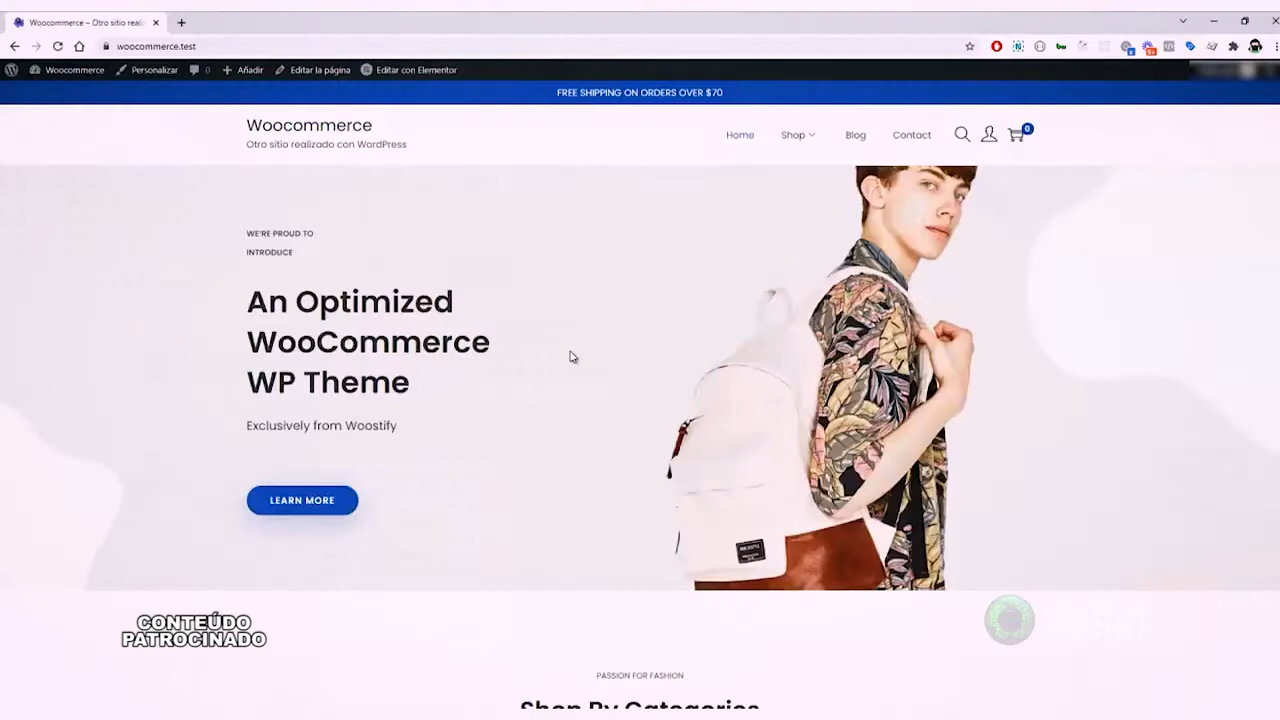 Woocommerce – Otro sitio realiz
woocommerce.test
Woocommerce Personalizar 0 Añadir Editar la página Editar con Elementor
FREE SHIPPING ON ORDERS OVER $70
Woocommerce
Otro sitio realizado con WordPress
Home Shop Blog Contact 0
WE'RE PROUD TO
INTRODUCE
An Optimized
WooCommerce
WP Theme
Exclusively from Woostify
LEARN MORE
CONTEÚDO
PATROCINADO
PASSION FOR FASHION
Shop By Categories